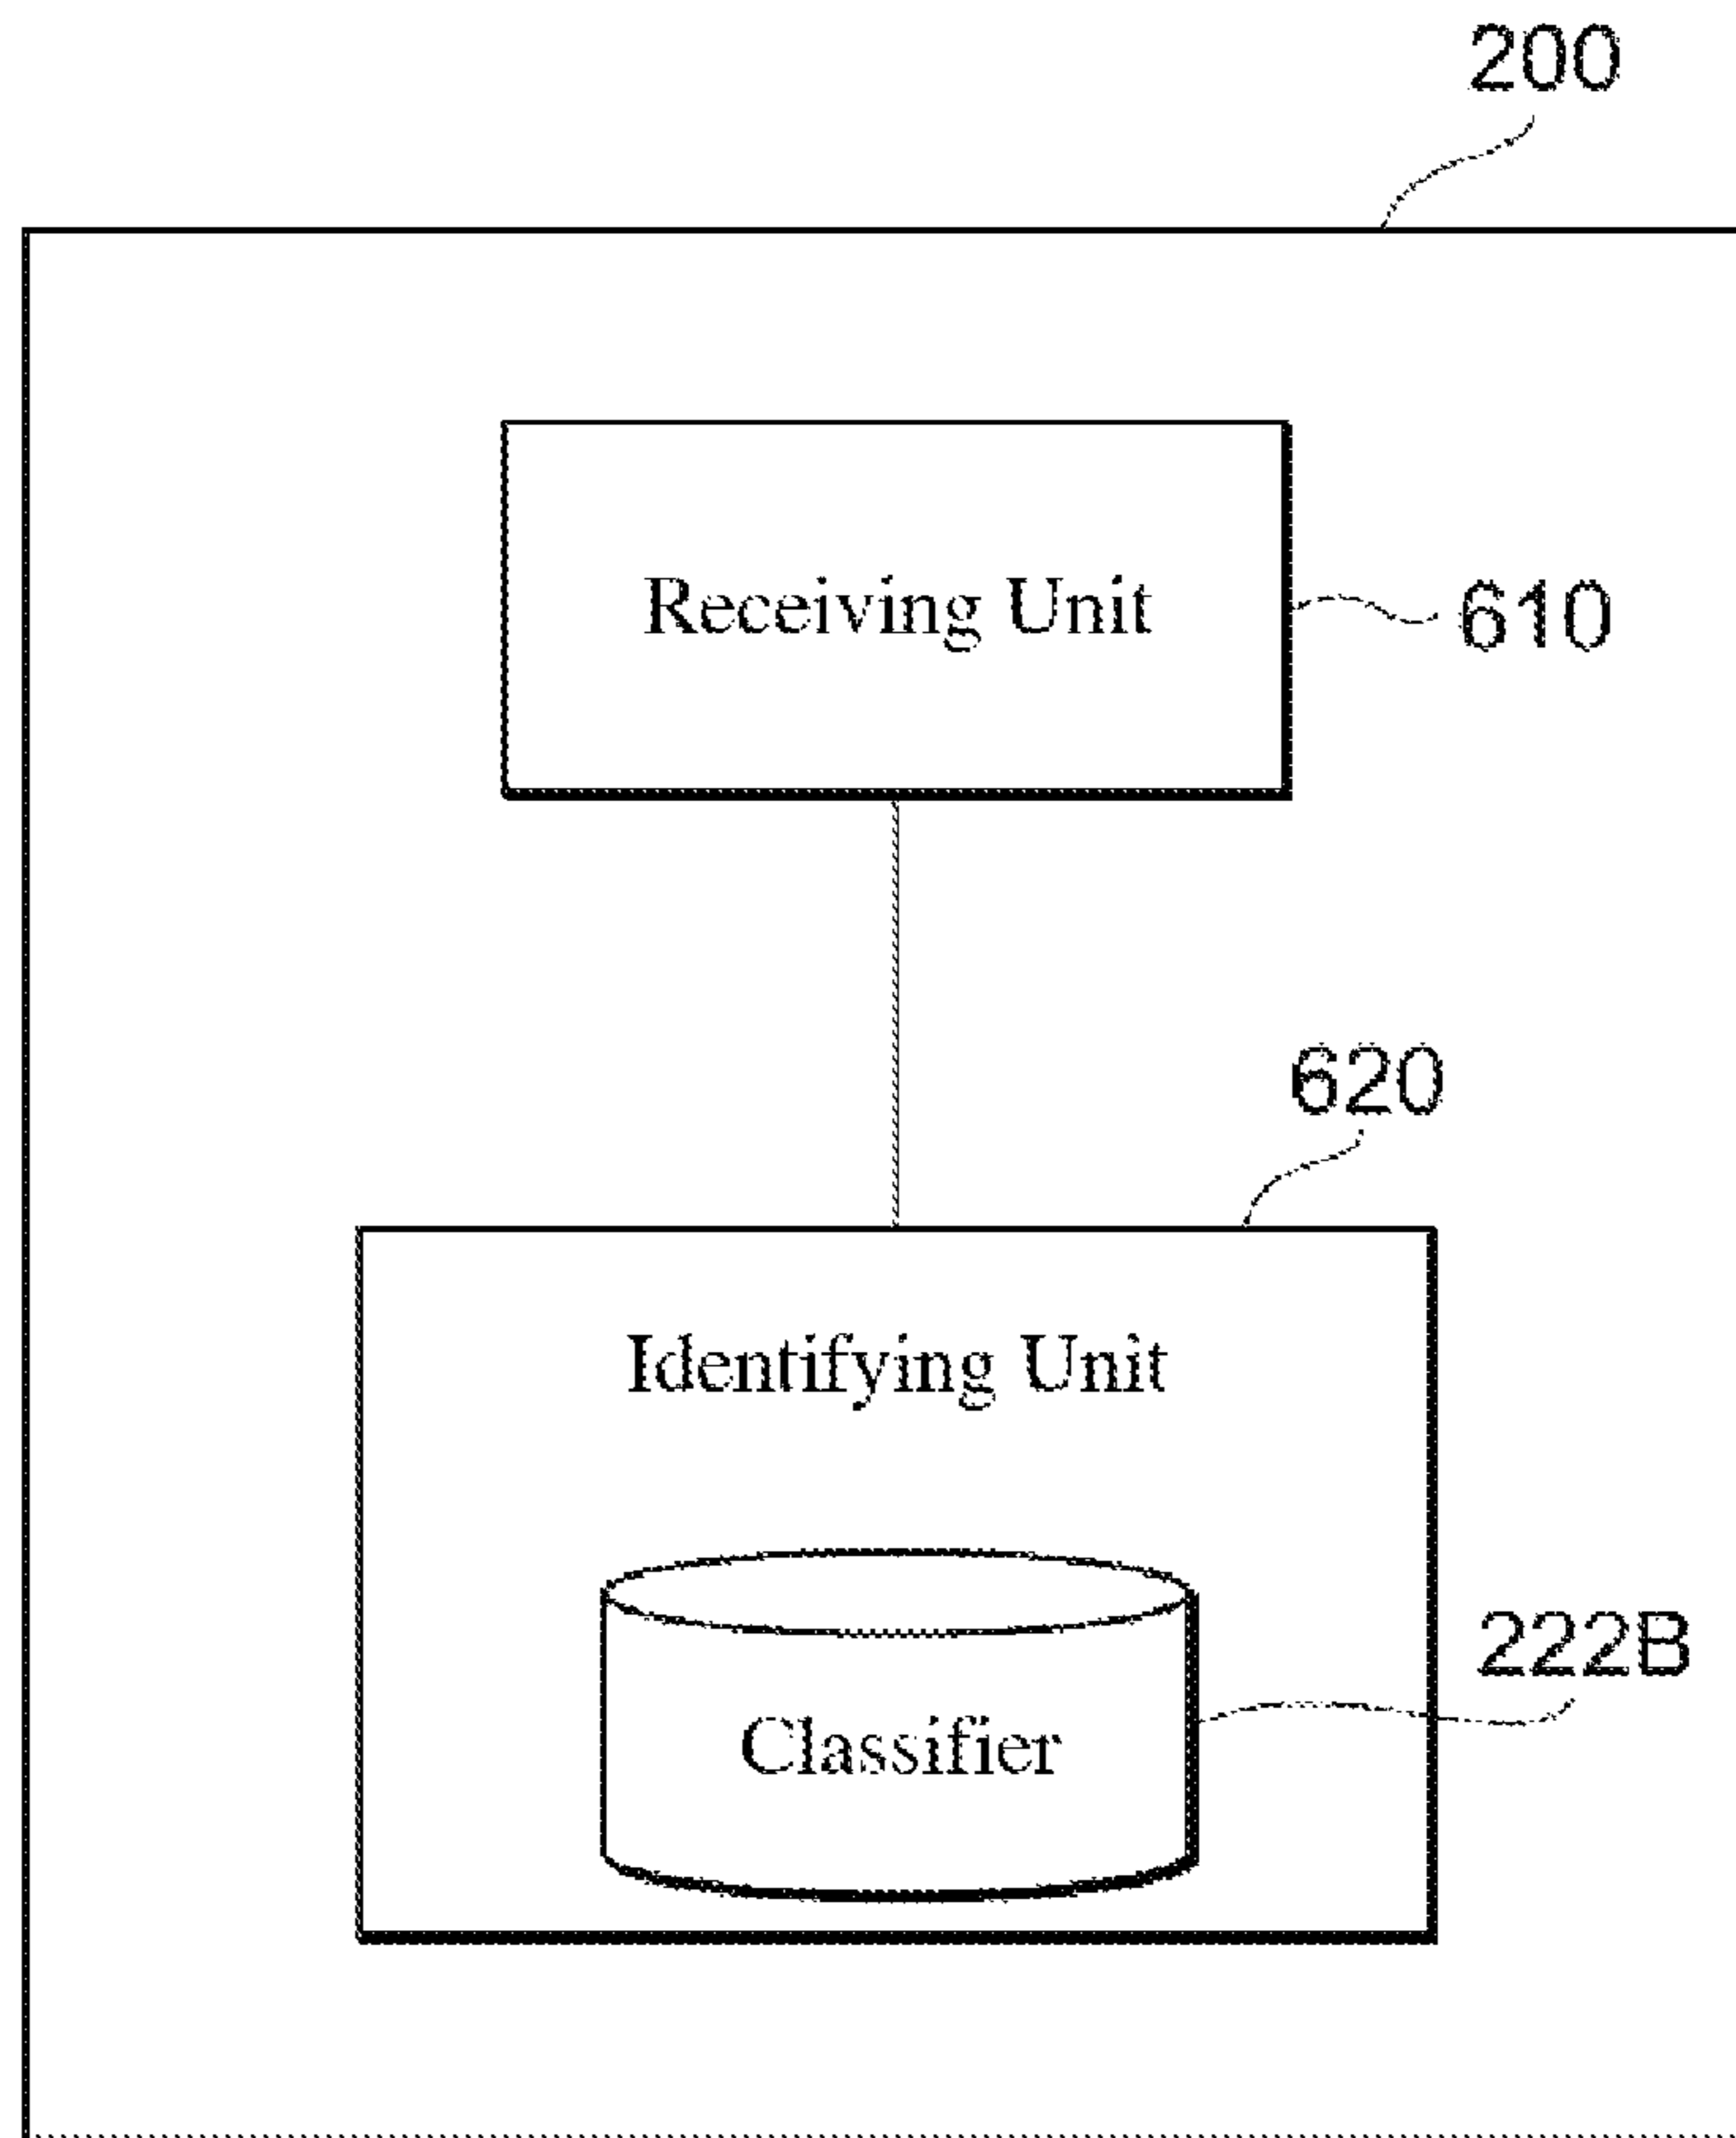 200
Receiving Unit
610
620
Identifying Unit
222B
Classifier